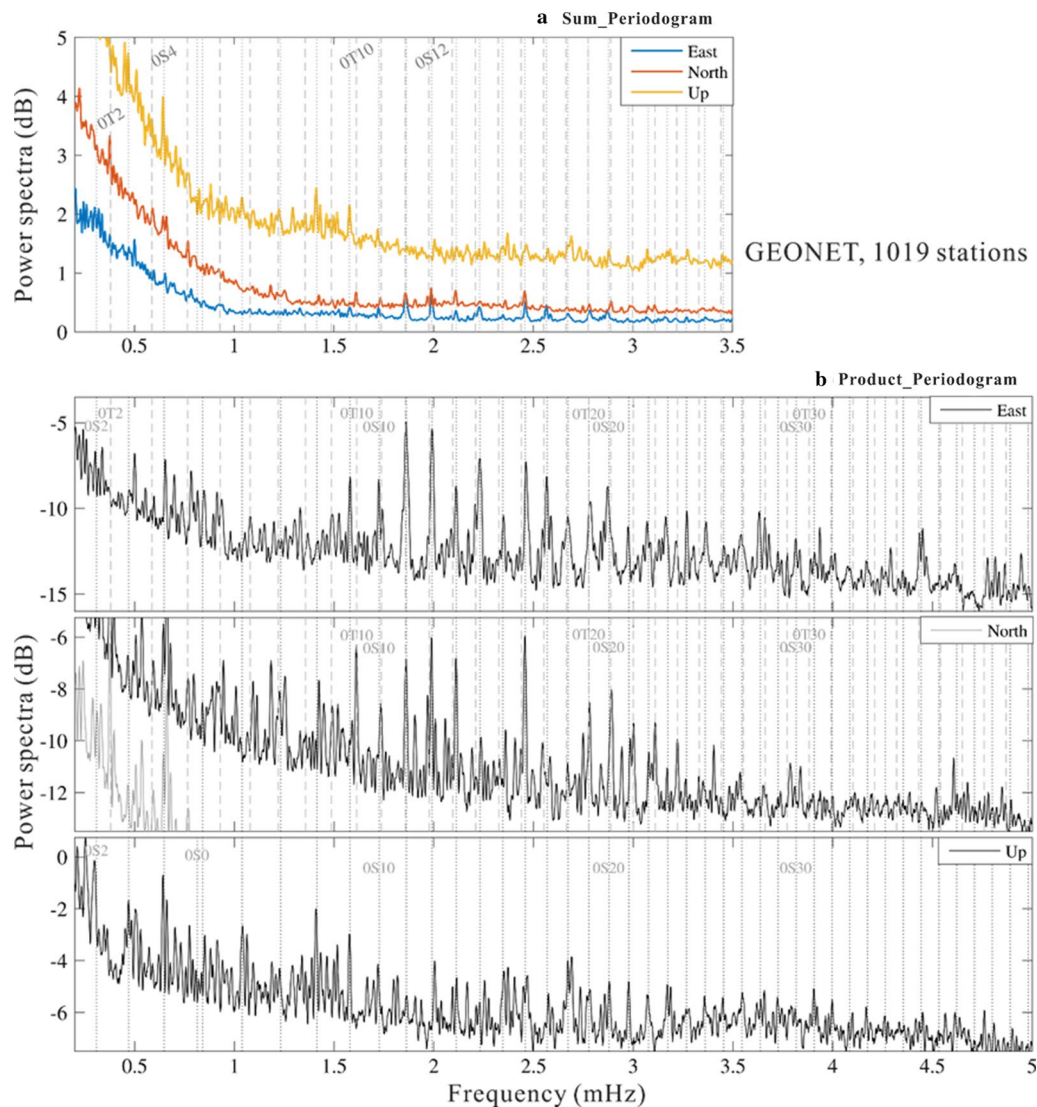 a Sum_Periodogram
5
4
3
2
1
0
Power spectra (dB)
0T2
0S4
0T10
0S12
East
North
Up
0.5 1 1.5 2 2.5 3 3.5
GEONET, 1019 stations
b Product_Periodogram
-5
-10
-15
0T2
0S2
0T10
0S10
0T20
0S20
0T30
0S30
East
Power spectra (dB)
-6
-8
-10
-12
0T10
0S10
0T20
0S20
0T30
0S30
North
0
-2
-4
-6
0S2
0S0
0S10
0S20
0S30
Up
0.5 1 1.5 2 2.5 3 3.5 4 4.5 5
Frequency (mHz)